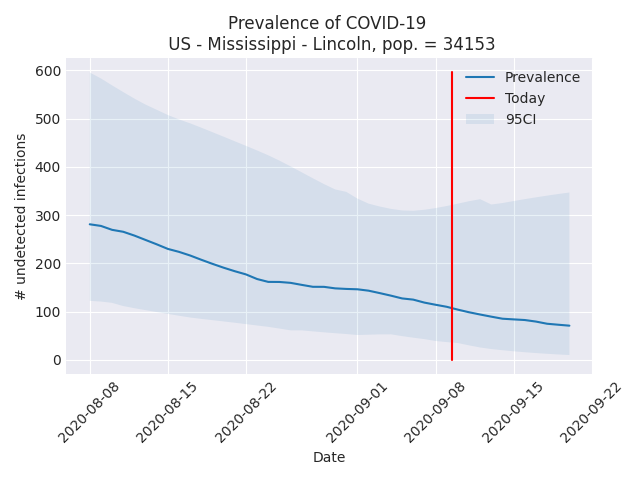 Prevalence of COVID-19
US - Mississippi - Lincoln, pop. = 34153
# undetected infections
600
500
400
300
200
100
0
Prevalence
Today
95CI
2020-08-08
2020-08-15
2020-08-22
2020-09-01
2020-09-08
2020-09-15
2020-09-22
Date